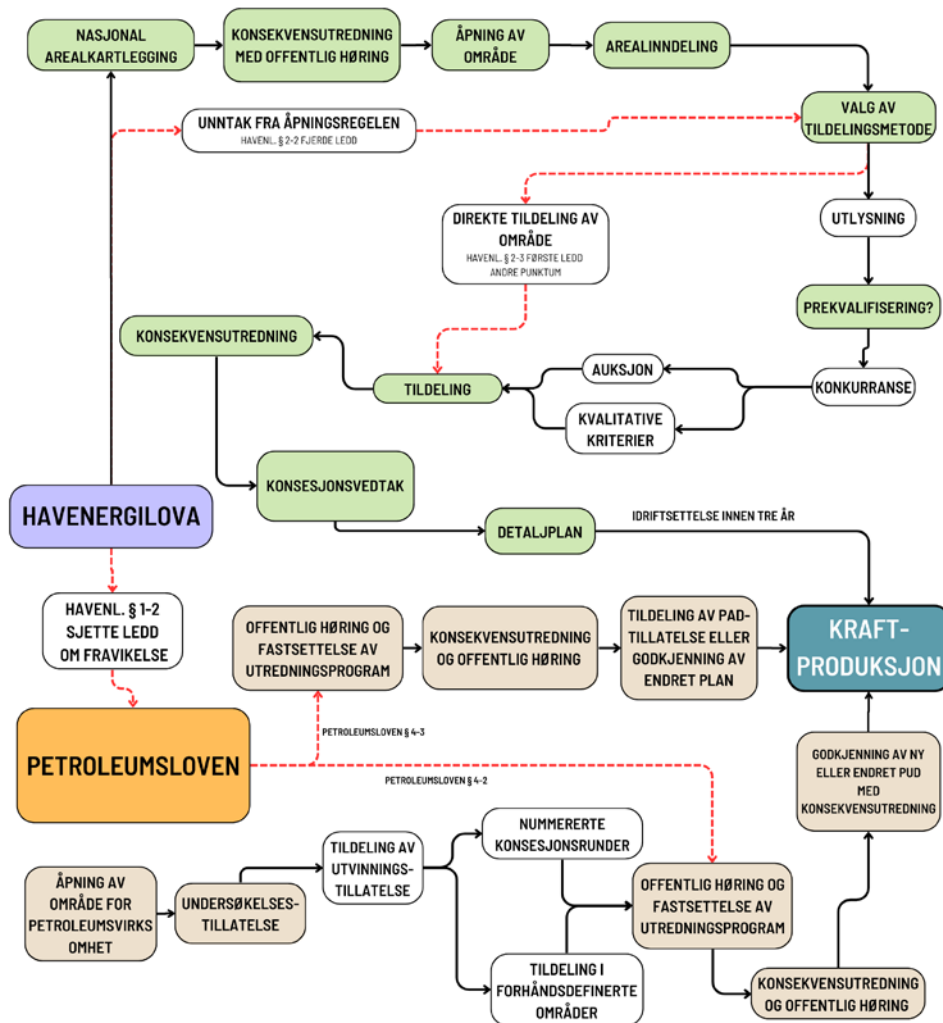 NASJONAL
AREALKARTLEGGING
KONSEKVENSUTREDNING
MED OFFENTLIG HØRING
ÅPNING AV
OMRÅDE
AREALINNDELING
VALG AV
TILDELINGSMETODE
UNNTAK FRA ÅPNINGSREGELEN
HAVENL. § 2-2 FJERDE LEDD
DIREKTE TILDELING AV
OMRÅDE
HAVENL. § 2-3 FØRSTE LEDD
ANDRE PUNKTUM
UTLYSNING
PREKVALIFISERING?
KONKURRANSE
AUKSJON
KVALITATIVE
KRITERIER
TILDELING
KONSEKVENSUTREDNING
KONSESJONSVEDTAK
DETALJPLAN
IDRIFTSETTELSE INNEN TRE ÅR
HAVENERGILOVA
HAVENL. § 1-2
SJETTE LEDD
OM FRAVIKELSE
OFFENTLIG HØRING OG
FASTSETTELSE AV
UTREDNINGSPROGRAM
KONSEKVENSUTREDNING
OG OFFENTLIG HØRING
TILDELING AV PAD-
TILLATELSE ELLER
GODKJENNING AV
ENDRET PLAN
KRAFT-
PRODUKSJON
PETROLEUMSLOVEN
PETROLEUMSLOVEN § 4-3
PETROLEUMSLOVEN § 4-2
GODKJENNING AV NY
ELLER ENDRET PUD
MED
KONSEKVENSUTREDNING
ÅPNING AV
OMRÅDE FOR
PETROLEUMSVIRKS
OMHET
UNDERSØKELSES-
TILLATELSE
TILDELING AV
UTVINNINGS-
TILLATELSE
NUMMERERTE
KONSESJONSRUNDER
TILDELING I
FORHÅNDSDEFINERTE
OMRÅDER
OFFENTLIG HØRING OG
FASTSETTELSE AV
UTREDNINGSPROGRAM
KONSEKVENSUTREDNING
OG OFFENTLIG HØRING